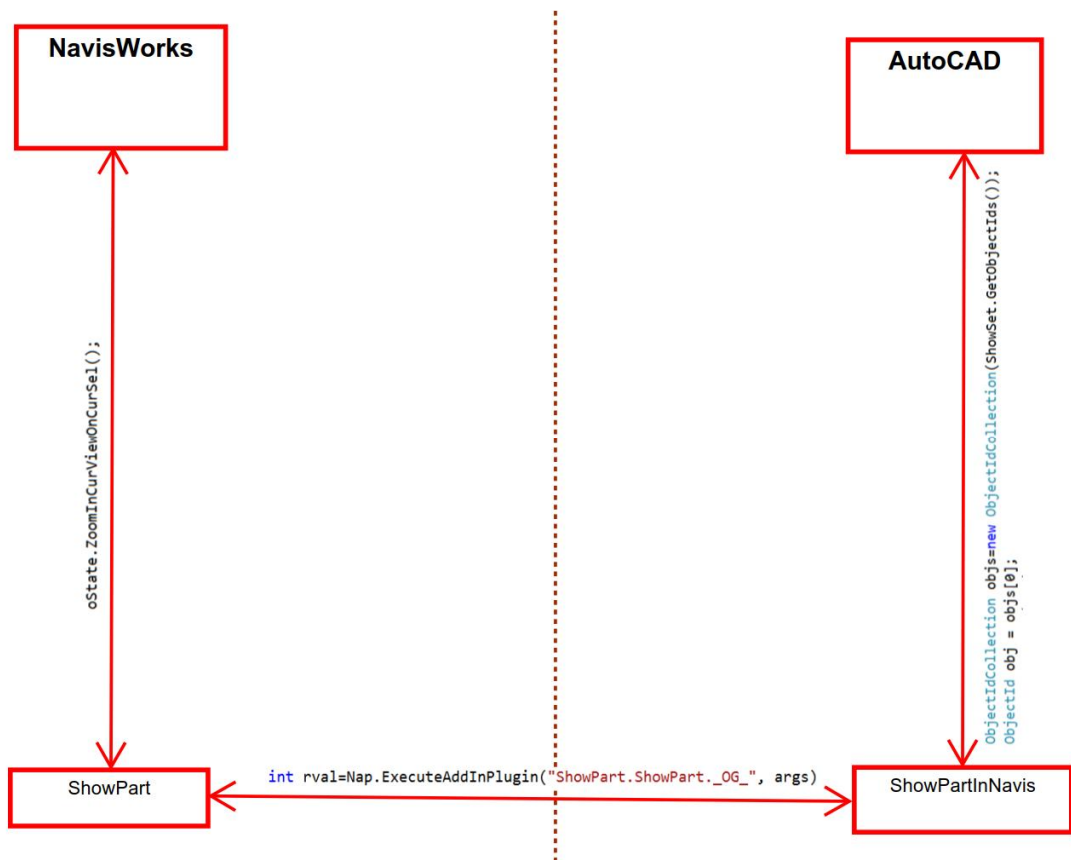 NavisWorks
AutoCAD
oState.ZoomInCurViewOnCurSel();
ObjectIdCollection objs=new ObjectIdCollection(ShowSet.GetObjectIds());
ObjectId obj = objs[0];
ShowPart
int rval=Nap.ExecuteAddInPlugin("ShowPart.ShowPart._OG_", args)
ShowPartInNavis